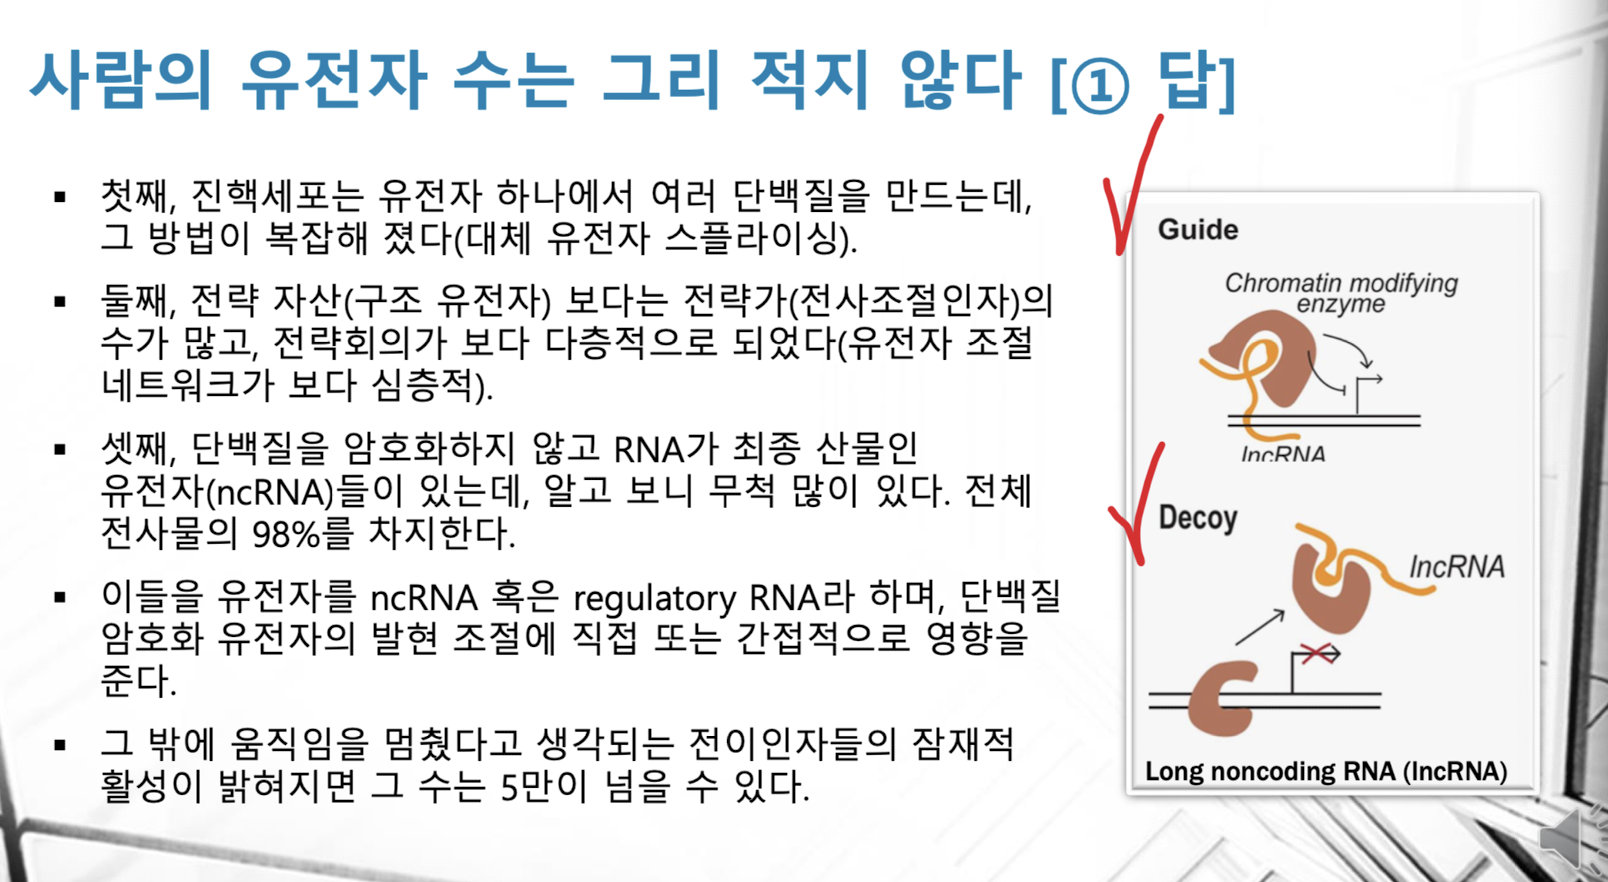 사람의 유전자 수는 그리 적지 않다 [① 답]
▪ 첫째, 진핵세포는 유전자 하나에서 여러 단백질을 만드는데,
그 방법이 복잡해 졌다(대체 유전자 스플라이싱).
▪ 둘째, 전략 자산(구조 유전자) 보다는 전략가(전사조절인자)의
수가 많고, 전략회의가 보다 다층적으로 되었다(유전자 조절
네트워크가 보다 심층적).
▪ 셋째, 단백질을 암호화하지 않고 RNA가 최종 산물인
유전자(ncRNA)들이 있는데, 알고 보니 무척 많이 있다. 전체
전사물의 98%를 차지한다.
▪ 이들을 유전자를 ncRNA 혹은 regulatory RNA라 하며, 단백질
암호화 유전자의 발현 조절에 직접 또는 간접적으로 영향을
준다.
▪ 그 밖에 움직임을 멈췄다고 생각되는 전이인자들의 잠재적
활성이 밝혀지면 그 수는 5만이 넘을 수 있다.
Guide
Chromatin modifying
enzyme
lncRNA
Decoy
lncRNA
Long noncoding RNA (lncRNA)